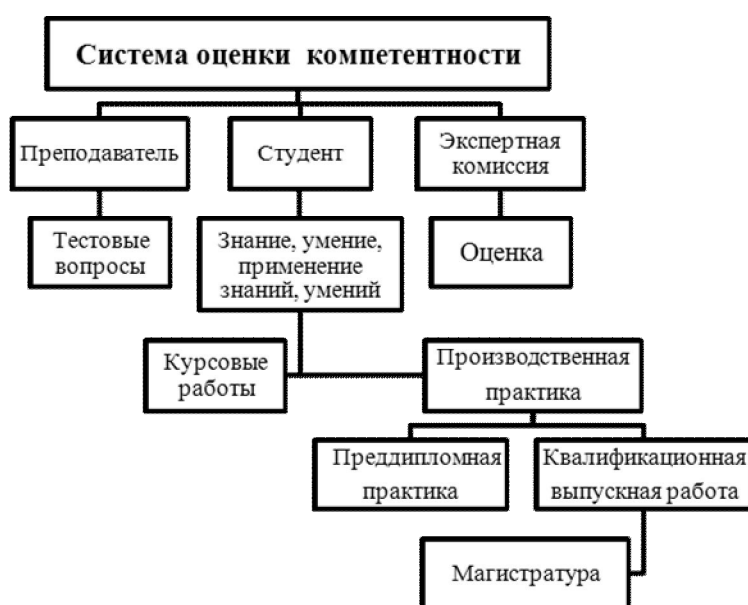 Система оценки компетентности
Преподаватель
Студент
Экспертная
комиссия
Тестовые
вопросы
Знание, умение,
применение
знаний, умений
Оценка
Курсовые
работы
Производственная
практика
Преддипломная
практика
Квалификационная
выпускная работа
Магистратура